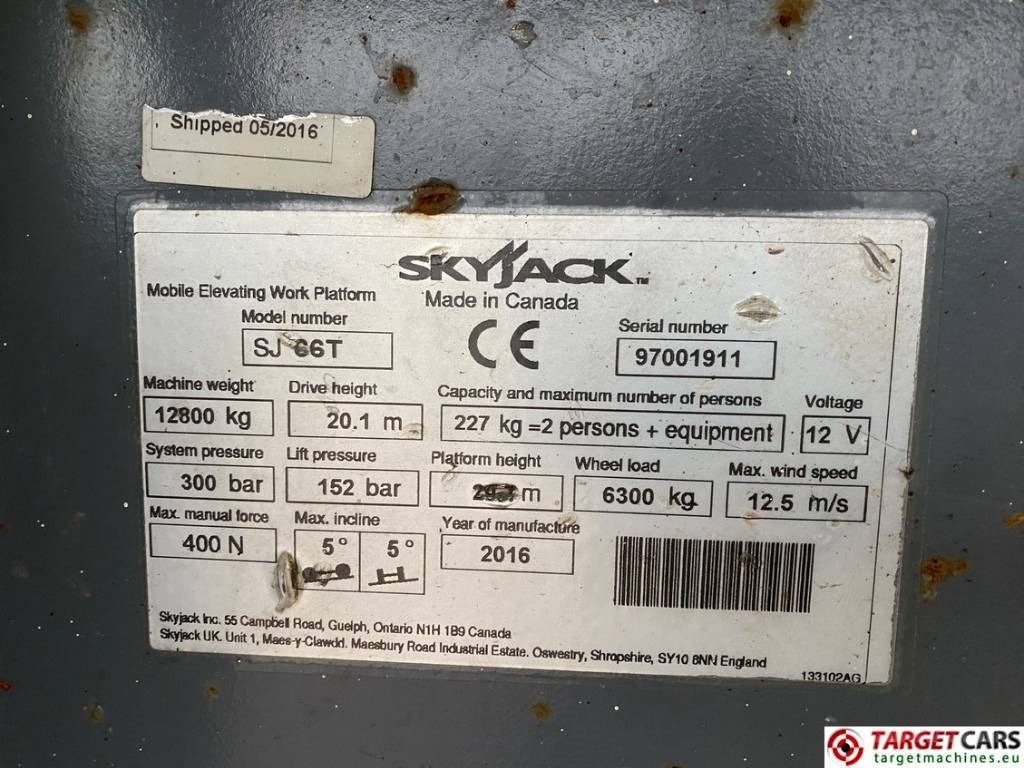 Shipped 05/2016
SKYJACK™
Mobile Elevating Work Platform
Made in Canada
Model number
SJ 66T
CE
Serial number
97001911
Machine weight
12800 kg
Drive height
20.1 m
Capacity and maximum number of persons
227 kg =2 persons + equipment
Voltage
12 V
System pressure
300 bar
Lift pressure
152 bar
Platform height
m
Wheel load
6300 kg
Max. wind speed
12.5 m/s
Max. manual force
400 N
Max. incline
5° 5°
Year of manufacture
2016
Skyjack Inc. 55 Campbell Road, Guelph, Ontario N1H 1B9 Canada
Skyjack UK. Unit 1, Maes-y-Clawdd. Maesbury Road Industrial Estate. Oswestry, Shropshire, SY10 8NN England
133102AG
TARGETCARS
targetmachines.eu